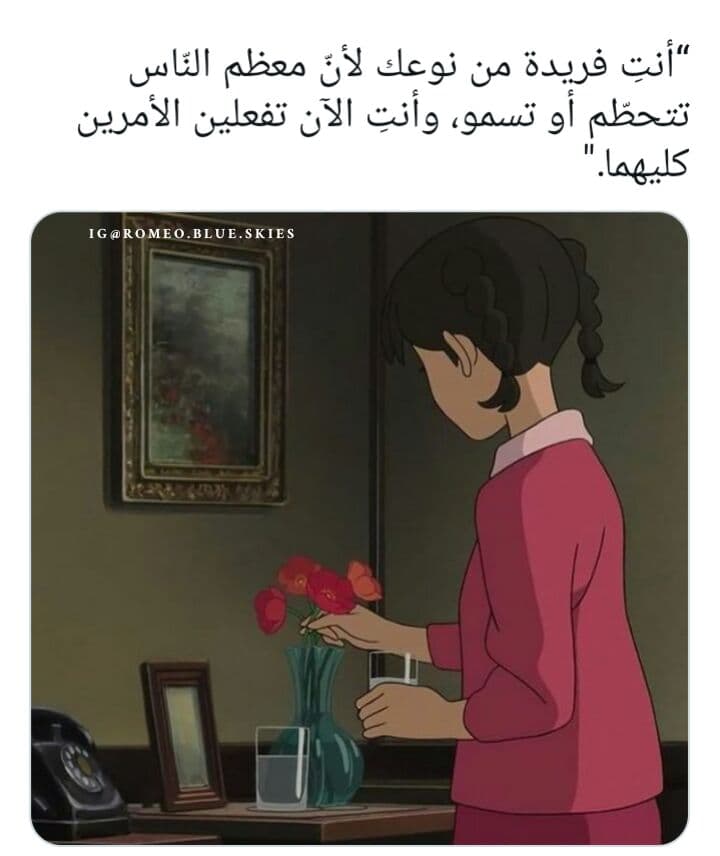 “أنتِ فريدة من نوعك لأنّ معظم النّاس
تتحطّم أو تسمو، وأنتِ الآن تفعلين الأمرين
كليهما."
IG@ROMEO.BLUE.SKIES